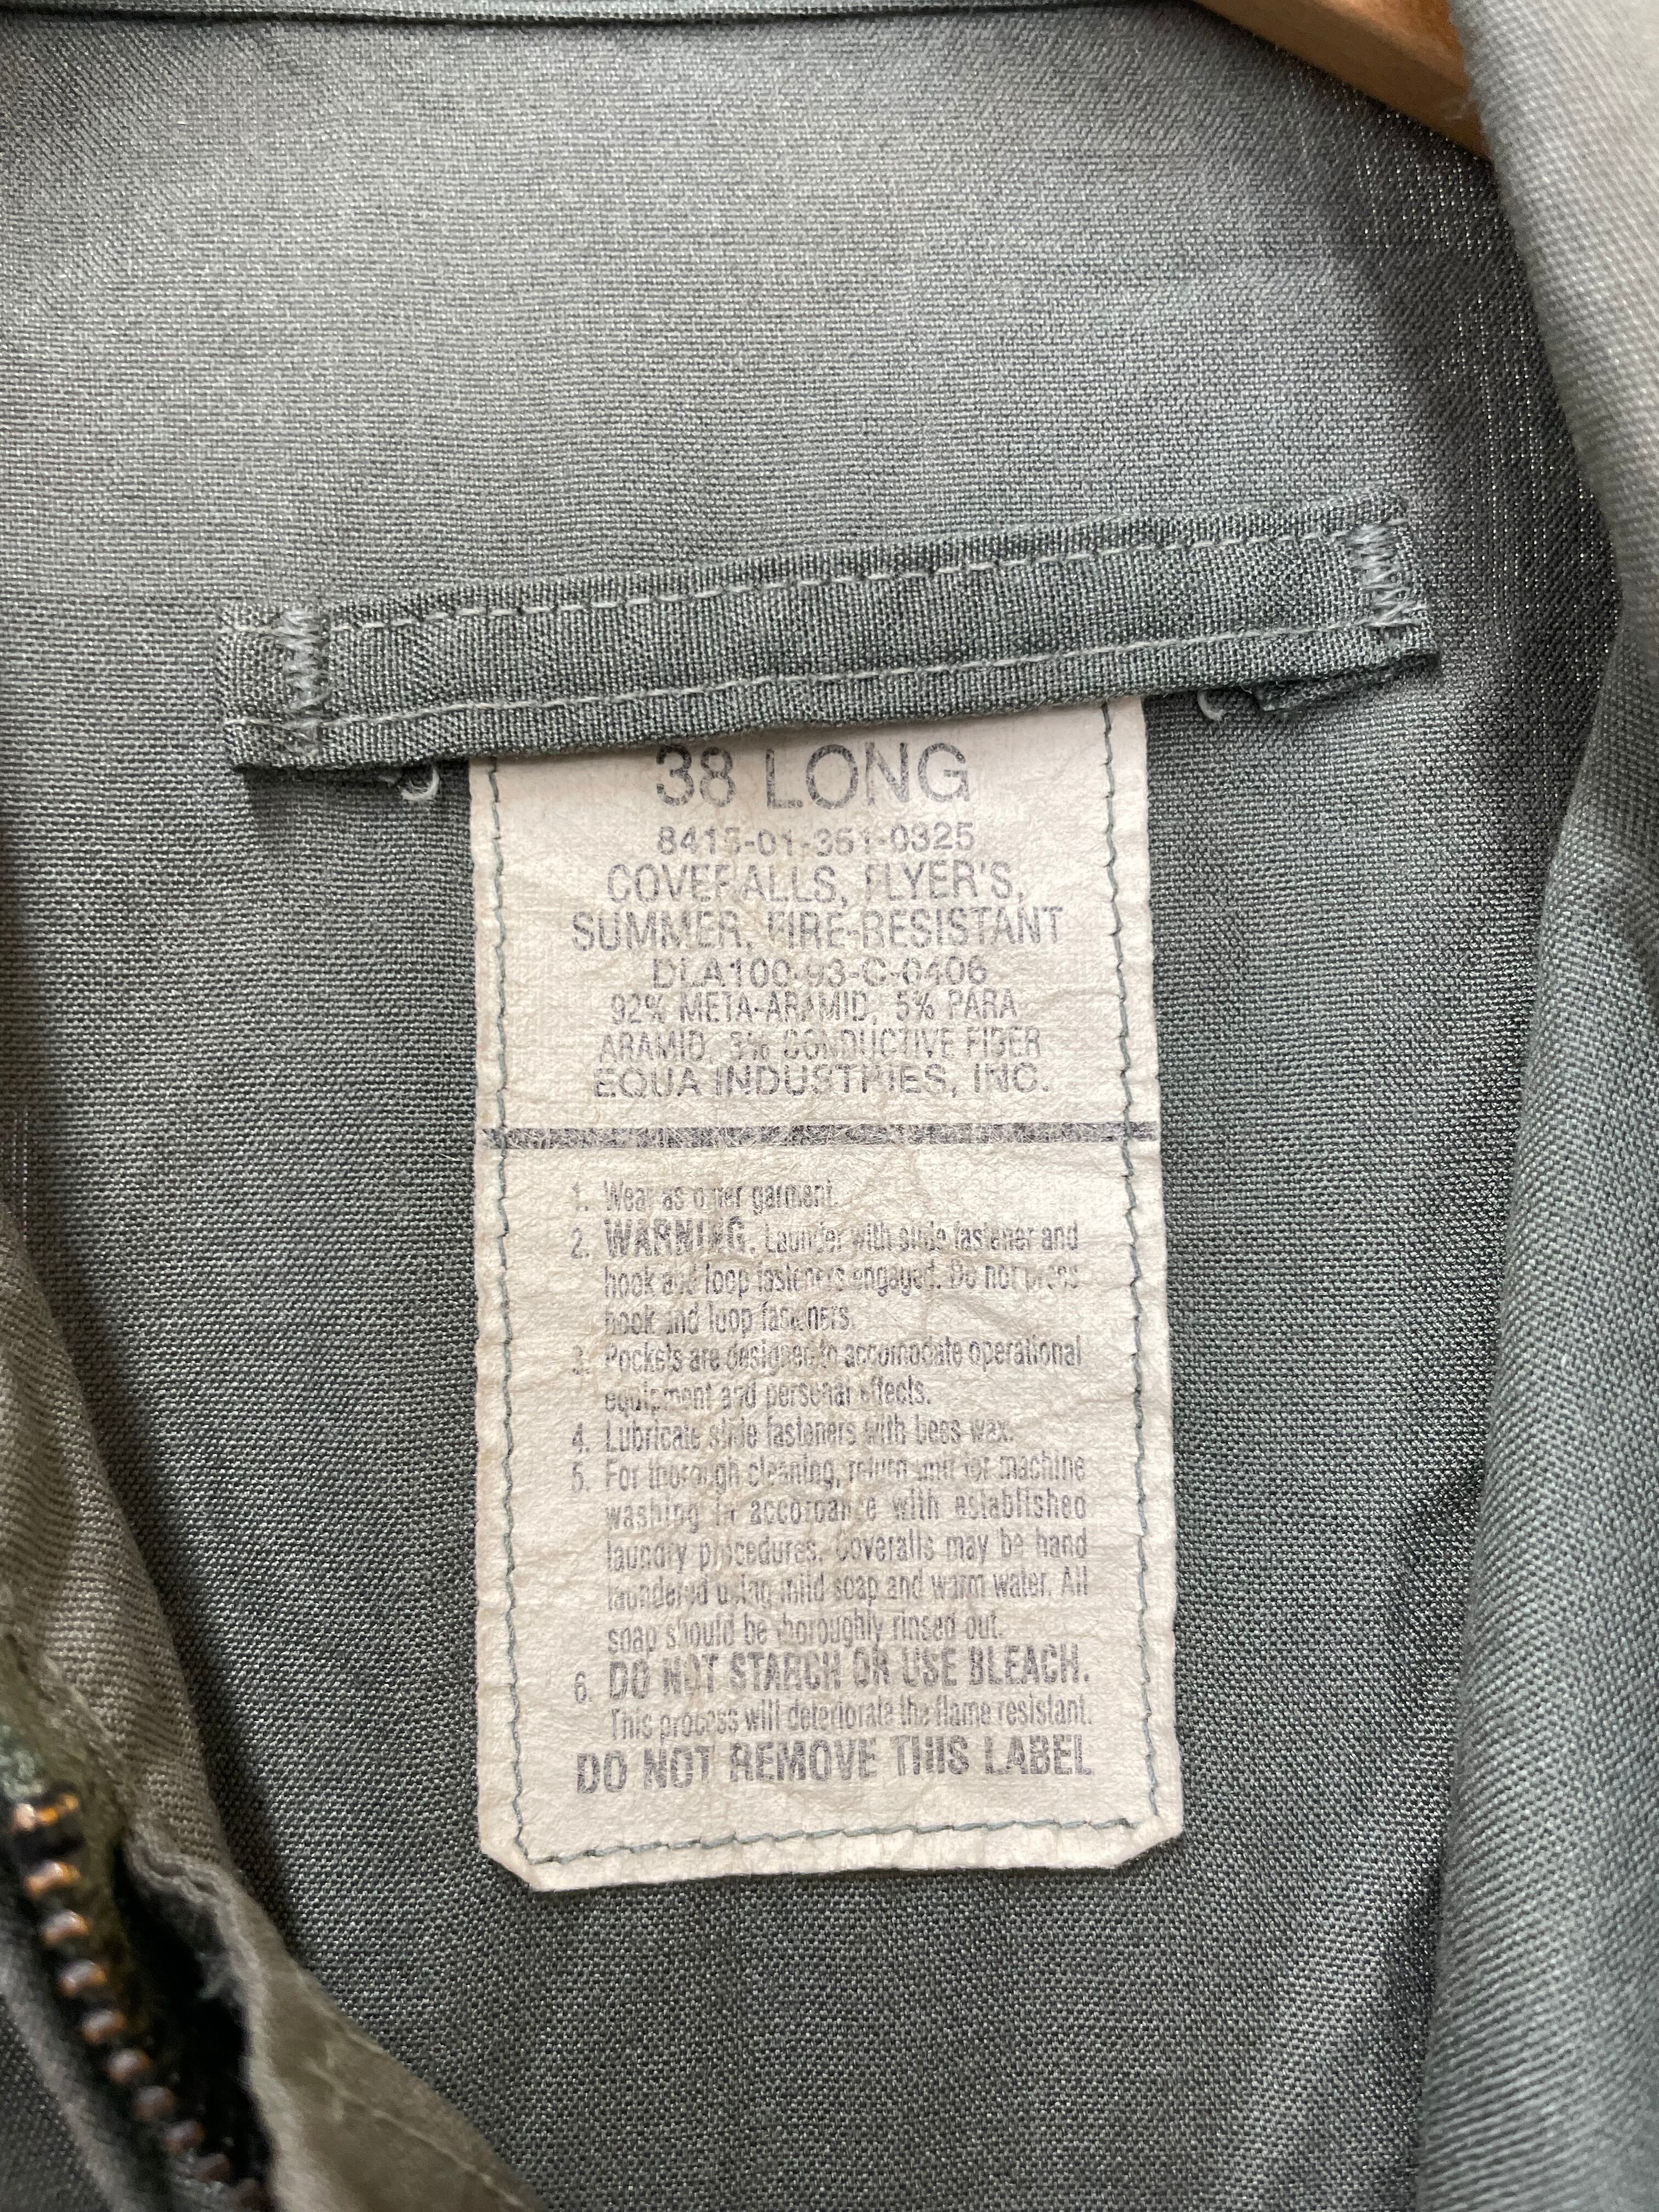 38 LONG
8415-01-351-0325
COVERALLS, FLYER'S,
SUMMER, FIRE-RESISTANT
DLA100-93-C-0406
92% META-ARAMID, 5% PARA
ARAMID, 3% CONDUCTIVE FIBER
EQUA INDUSTRIES, INC.
1. Wear as outer garment.
2. WARNING. Launder with slide fastener and
hook and loop fasteners engaged. Do not press
hook and loop fasteners.
3. Pockets are designed to accomodate operational
equipment and personal effects.
4. Lubricate slide fasteners with bees wax.
5. For thorough cleaning, return unit for machine
washing in accordance with established
laundry procedures. Coveralls may be hand
laundered using mild soap and warm water. All
soap should be thoroughly rinsed out.
6. DO NOT STARCH OR USE BLEACH.
This process will deteriorate the flame resistant.
DO NOT REMOVE THIS LABEL